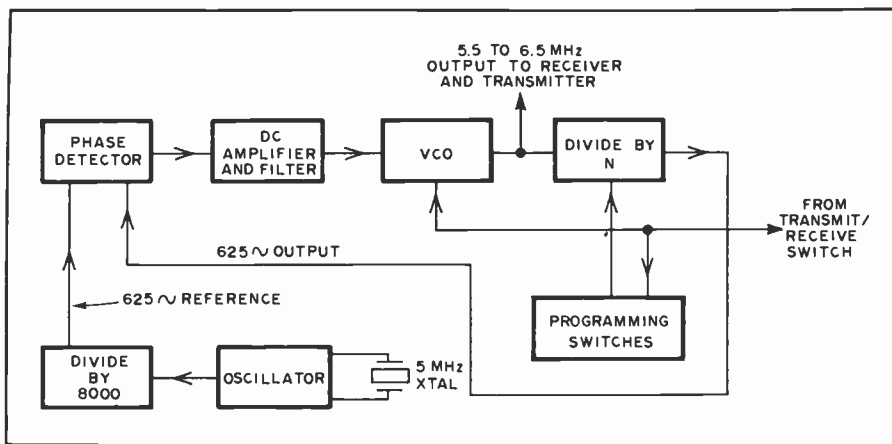 5.5 TO 6.5 MHz
OUTPUT TO RECEIVER
AND TRANSMITTER
PHASE
DETECTOR
DC
AMPLIFIER
AND FILTER
VCO
DIVIDE BY
N
FROM
TRANSMIT/
RECEIVE
SWITCH
625∿ OUTPUT
625∿ REFERENCE
PROGRAMMING
SWITCHES
DIVIDE
BY
8000
OSCILLATOR
5 MHz
XTAL